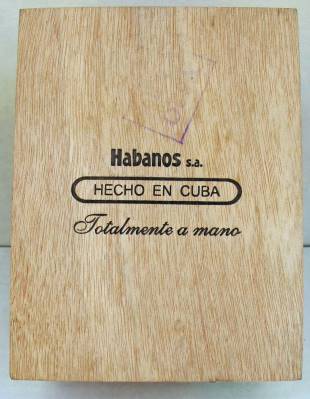 Habanos s.a.
HECHO EN CUBA
Totalmente a mano